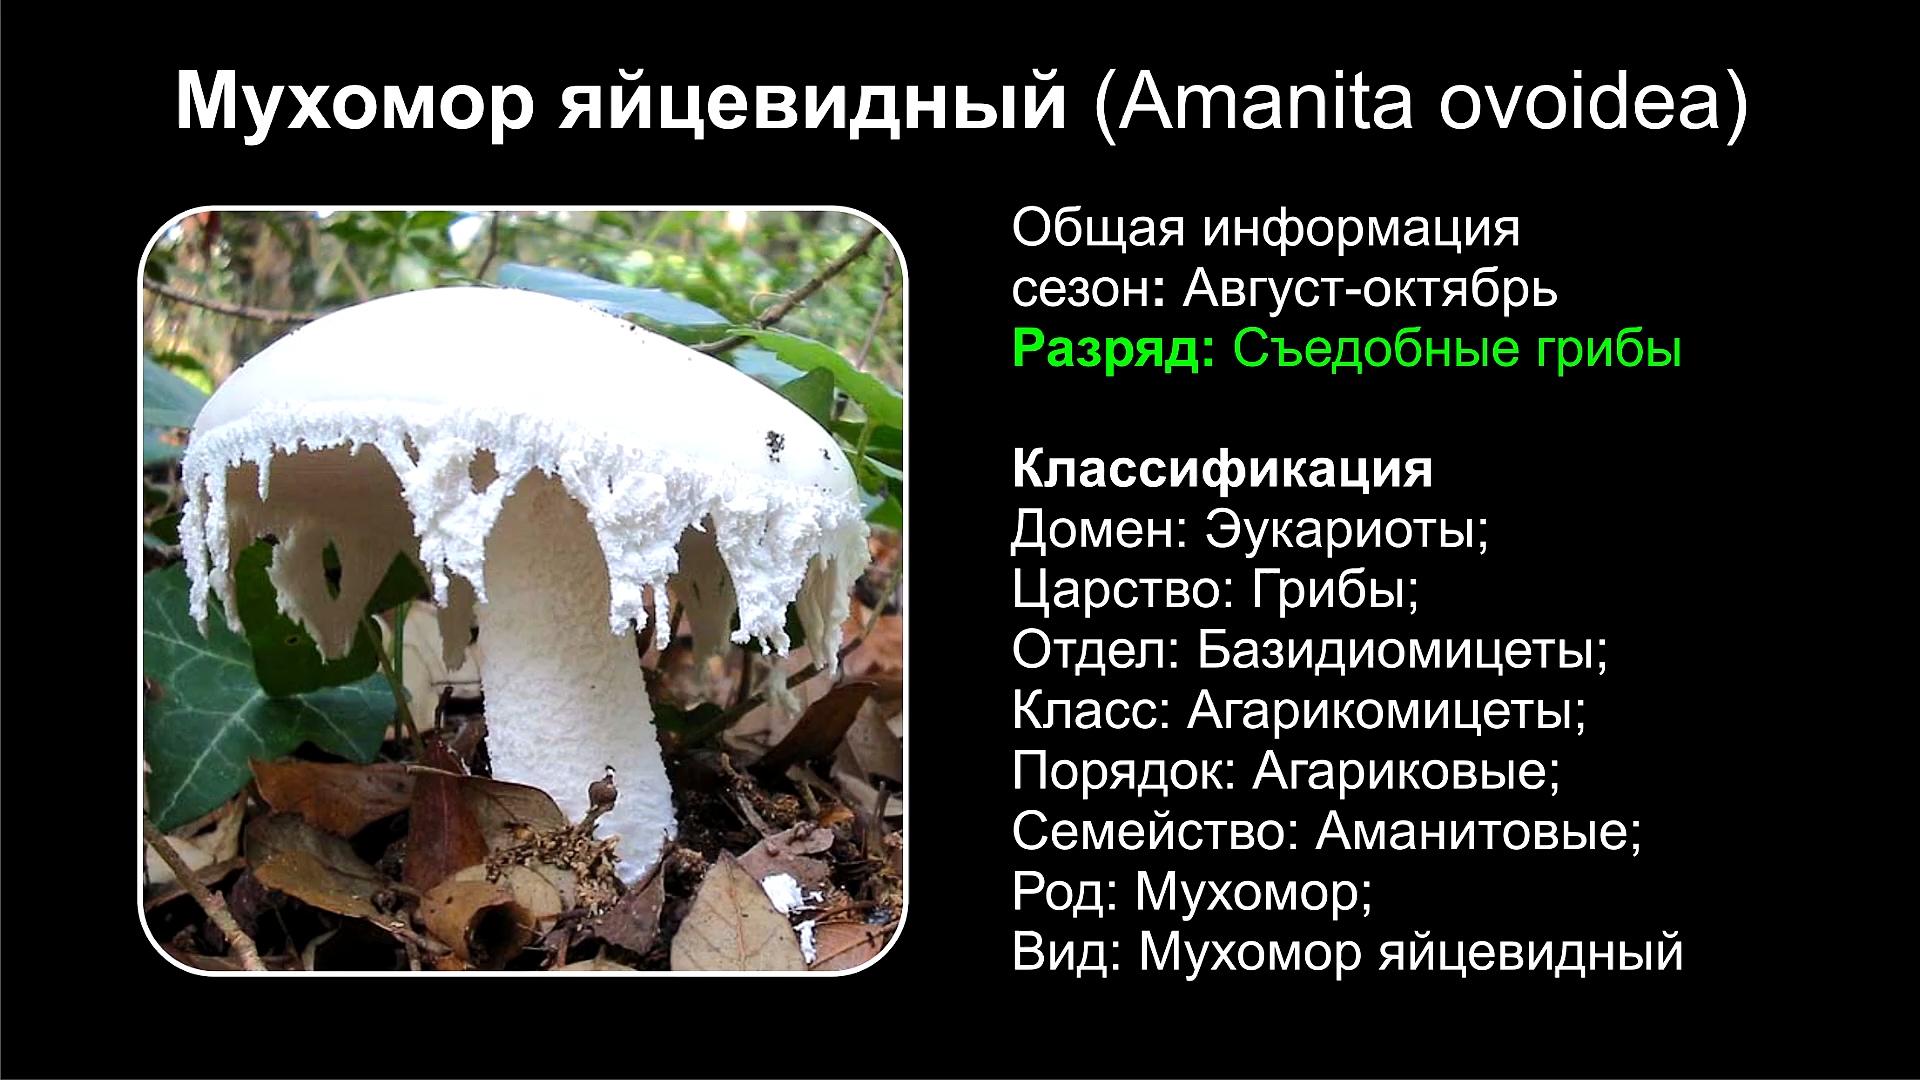 Мухомор яйцевидный (Amanita ovoidea)
Общая информация
сезон: Август-октябрь
Разряд: Съедобные грибы
Классификация
Домен: Эукариоты;
Царство: Грибы;
Отдел: Базидиомицеты;
Класс: Агарикомицеты;
Порядок: Агариковые;
Семейство: Аманитовые;
Род: Мухомор;
Вид: Мухомор яйцевидный